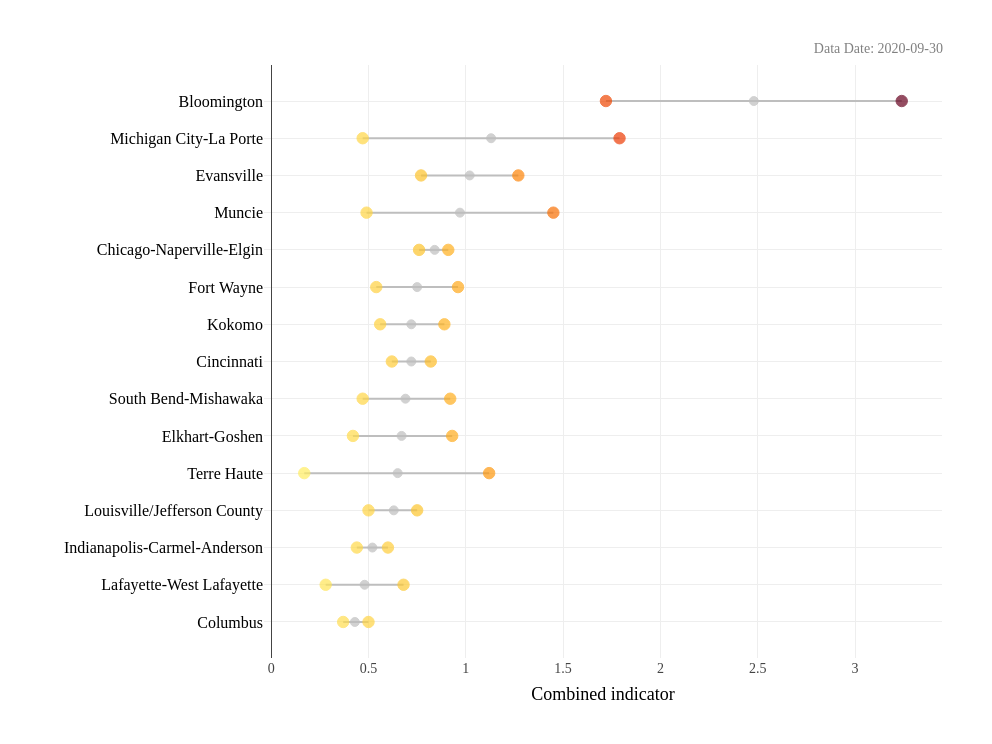 Data Date: 2020-09-30
Bloomington
Michigan City-La Porte
Evansville
Muncie
Chicago-Naperville-Elgin
Fort Wayne
Kokomo
Cincinnati
South Bend-Mishawaka
Elkhart-Goshen
Terre Haute
Louisville/Jefferson County
Indianapolis-Carmel-Anderson
Lafayette-West Lafayette
Columbus
0 0.5 1 1.5 2 2.5 3
Combined indicator